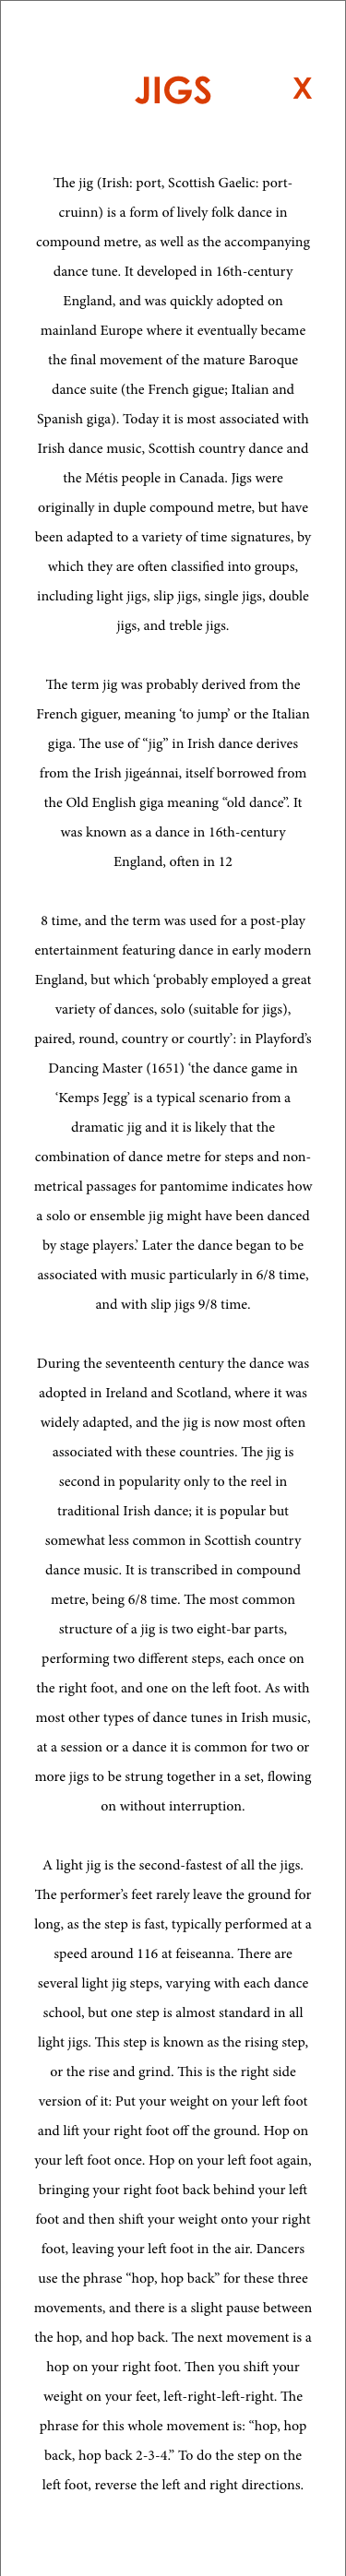 JIGS X
The jig (Irish: port, Scottish Gaelic: port-
cruinn) is a form of lively folk dance in
compound metre, as well as the accompanying
dance tune. It developed in 16th-century
England, and was quickly adopted on
mainland Europe where it eventually became
the final movement of the mature Baroque
dance suite (the French gigue; Italian and
Spanish giga). Today it is most associated with
Irish dance music, Scottish country dance and
the Métis people in Canada. Jigs were
originally in duple compound metre, but have
been adapted to a variety of time signatures, by
which they are often classified into groups,
including light jigs, slip jigs, single jigs, double
jigs, and treble jigs.
The term jig was probably derived from the
French giguer, meaning ‘to jump’ or the Italian
giga. The use of “jig” in Irish dance derives
from the Irish jigeánnai, itself borrowed from
the Old English giga meaning “old dance”. It
was known as a dance in 16th-century
England, often in 12
8 time, and the term was used for a post-play
entertainment featuring dance in early modern
England, but which ‘probably employed a great
variety of dances, solo (suitable for jigs),
paired, round, country or courtly’: in Playford’s
Dancing Master (1651) ‘the dance game in
‘Kemps Jegg’ is a typical scenario from a
dramatic jig and it is likely that the
combination of dance metre for steps and non-
metrical passages for pantomime indicates how
a solo or ensemble jig might have been danced
by stage players.’ Later the dance began to be
associated with music particularly in 6/8 time,
and with slip jigs 9/8 time.
During the seventeenth century the dance was
adopted in Ireland and Scotland, where it was
widely adapted, and the jig is now most often
associated with these countries. The jig is
second in popularity only to the reel in
traditional Irish dance; it is popular but
somewhat less common in Scottish country
dance music. It is transcribed in compound
metre, being 6/8 time. The most common
structure of a jig is two eight-bar parts,
performing two different steps, each once on
the right foot, and one on the left foot. As with
most other types of dance tunes in Irish music,
at a session or a dance it is common for two or
more jigs to be strung together in a set, flowing
on without interruption.
A light jig is the second-fastest of all the jigs.
The performer’s feet rarely leave the ground for
long, as the step is fast, typically performed at a
speed around 116 at feiseanna. There are
several light jig steps, varying with each dance
school, but one step is almost standard in all
light jigs. This step is known as the rising step,
or the rise and grind. This is the right side
version of it: Put your weight on your left foot
and lift your right foot off the ground. Hop on
your left foot once. Hop on your left foot again,
bringing your right foot back behind your left
foot and then shift your weight onto your right
foot, leaving your left foot in the air. Dancers
use the phrase “hop, hop back” for these three
movements, and there is a slight pause between
the hop, and hop back. The next movement is a
hop on your right foot. Then you shift your
weight on your feet, left-right-left-right. The
phrase for this whole movement is: “hop, hop
back, hop back 2-3-4.” To do the step on the
left foot, reverse the left and right directions.